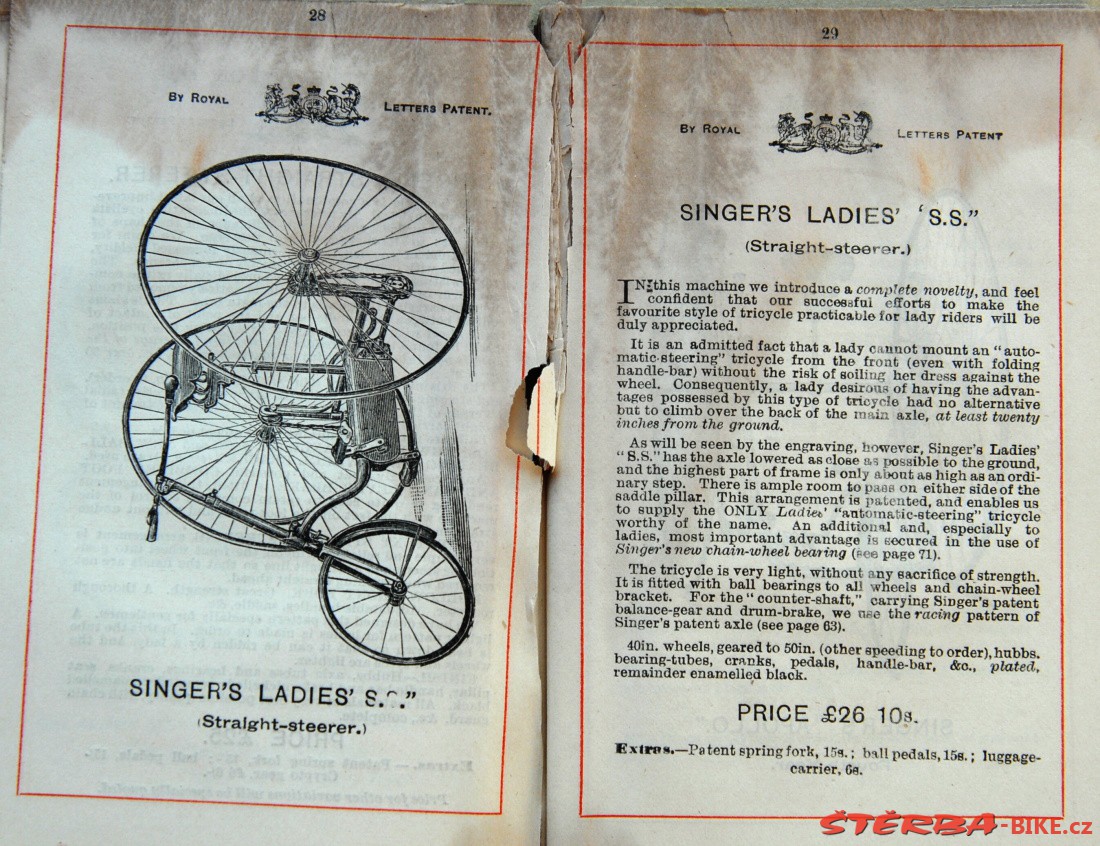 28
BY ROYAL LETTERS PATENT.
SINGER'S LADIES' S.S."
(Straight-steerer.)
29
BY ROYAL LETTERS PATENT
SINGER'S LADIES' 'S.S."
(Straight-steerer.)
IN this machine we introduce a complete novelty, and feel
confident that our successful efforts to make the
favourite style of tricycle practicable for lady riders will be
duly appreciated.
It is an admitted fact that a lady cannot mount an "auto-
matic-steering" tricycle from the front (even with folding
handle-bar) without the risk of soiling her dress against the
wheel. Consequently, a lady desirous of having the advan-
tages possessed by this type of tricycle had no alternative
but to climb over the back of the main axle, at least twenty
inches from the ground.
As will be seen by the engraving, however, Singer's Ladies'
"S.S." has the axle lowered as close as possible to the ground,
and the highest part of frame is only about as high as an ordi-
nary step. There is ample room to pass on either side of the
saddle pillar. This arrangement is patented, and enables us
to supply the ONLY Ladies' "automatic-steering" tricycle
worthy of the name. An additional and, especially to
ladies, most important advantage is secured in the use of
Singer's new chain-wheel bearing (see page 71).
The tricycle is very light, without any sacrifice of strength.
It is fitted with ball bearings to all wheels and chain-wheel
bracket. For the "counter-shaft," carrying Singer's patent
balance-gear and drum-brake, we use the racing pattern of
Singer's patent axle (see page 63).
40in. wheels, geared to 50in. (other speeding to order), hubbs.
bearing-tubes, cranks, pedals, handle-bar, &c., plated,
remainder enamelled black.
PRICE £26 10s.
Extras.—Patent spring fork, 15s.; ball pedals, 15s.; luggage-
carrier, 6s.
ŠTĚRBA-BIKE.cz